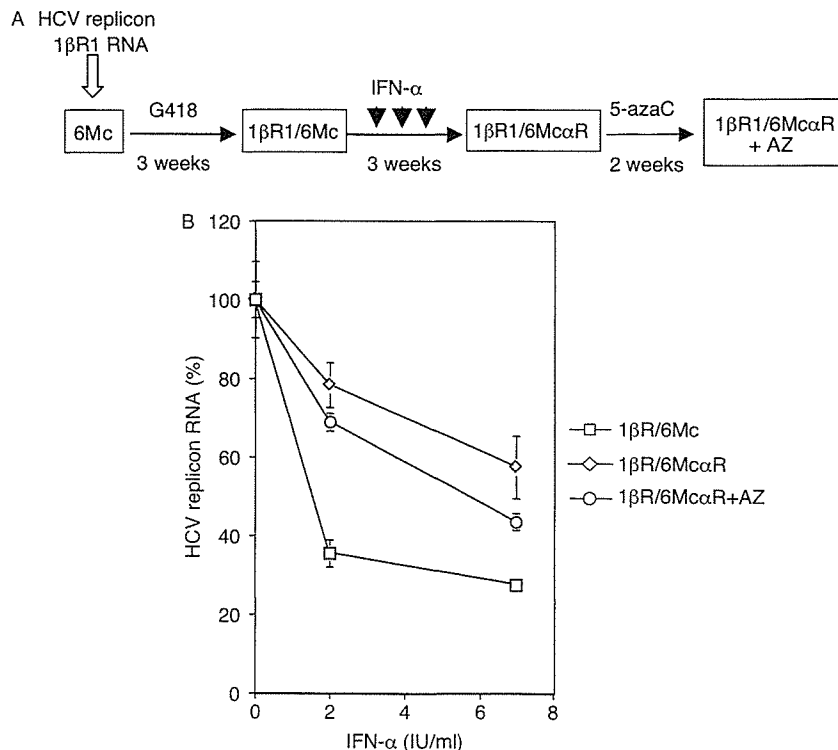 A HCV replicon
1βR1 RNA
6Mc
G418
3 weeks
1βR1/6Mc
IFN-α
3 weeks
1βR1/6McαR
5-azaC
2 weeks
1βR1/6McαR
+ AZ
B
120
100
80
60
40
20
0
HCV replicon RNA (%)
0 2 4 6 8
IFN-α (IU/ml)
1βR/6Mc
1βR/6McαR
1βR/6McαR+AZ